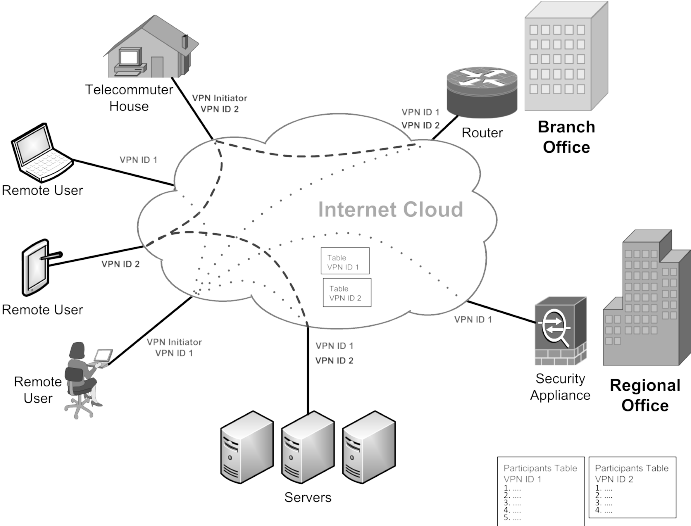 Telecommuter
House
VPN Initiator
VPN ID 2
VPN ID 1
VPN ID 2
Router
Branch
Office
VPN ID 1
Remote User
Internet Cloud
Table
VPN ID 1
Table
VPN ID 2
VPN ID 2
Remote User
VPN ID 1
VPN Initiator
VPN ID 1
Remote
User
VPN ID 1
VPN ID 2
Security
Appliance
Regional
Office
Servers
Participants Table
VPN ID 1
1. ....
2. ....
3. ....
4. ....
5. ....
Participants Table
VPN ID 2
1. ....
2. ....
3. ....
4. ....